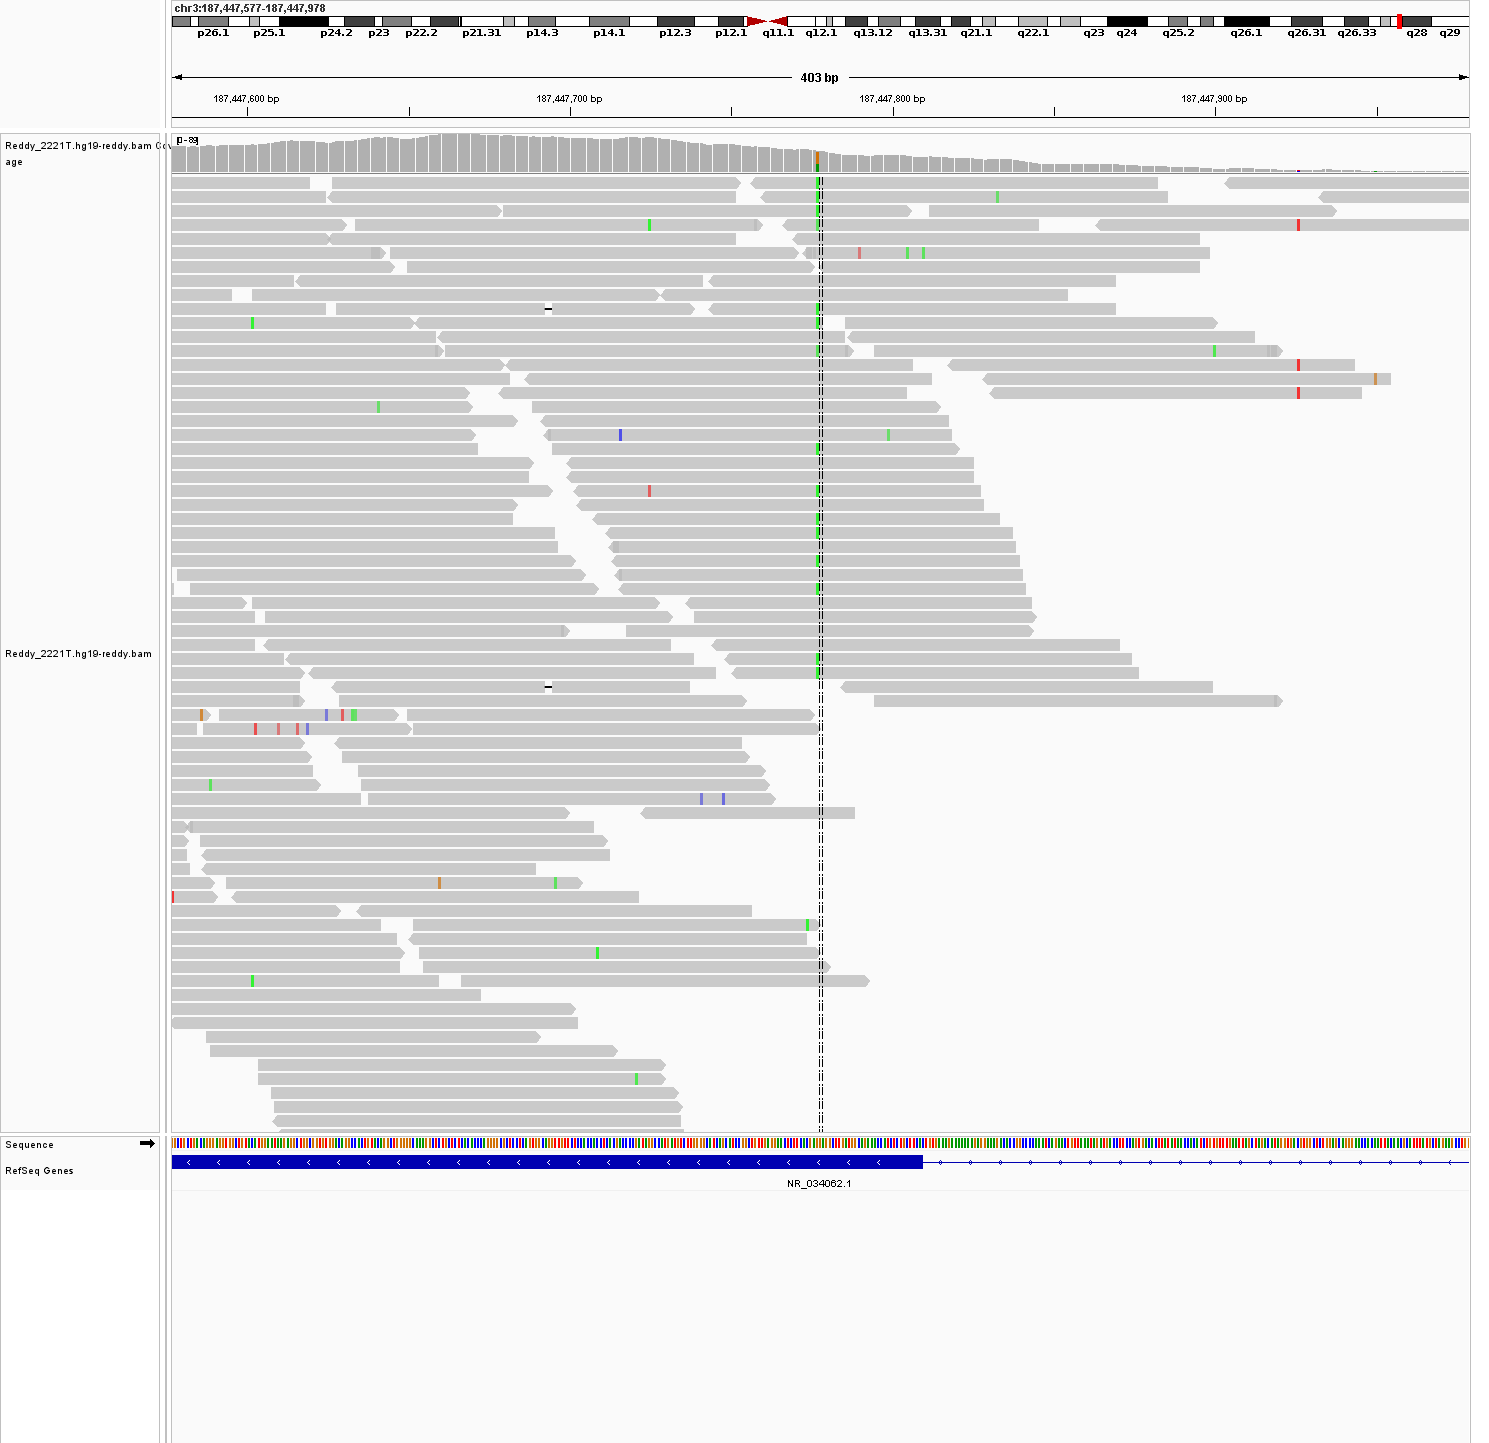 chr3:187,447,577-187,447,978
p26.1 p25.1 p24.2 p23 p22.2 p21.31 p14.3 p14.1 p12.3 p12.1 q11.1 q12.1 q13.12 q13.31 q21.1 q22.1 q23 q24 q25.2 q26.1 q26.31 q26.33 q28 q29
403 bp
187,447,600 bp 187,447,700 bp 187,447,800 bp 187,447,900 bp
[0 - 89]
Reddy_2221T.hg19-reddy.bam Cov
age
Reddy_2221T.hg19-reddy.bam
Sequence
RefSeq Genes
NR_034062.1